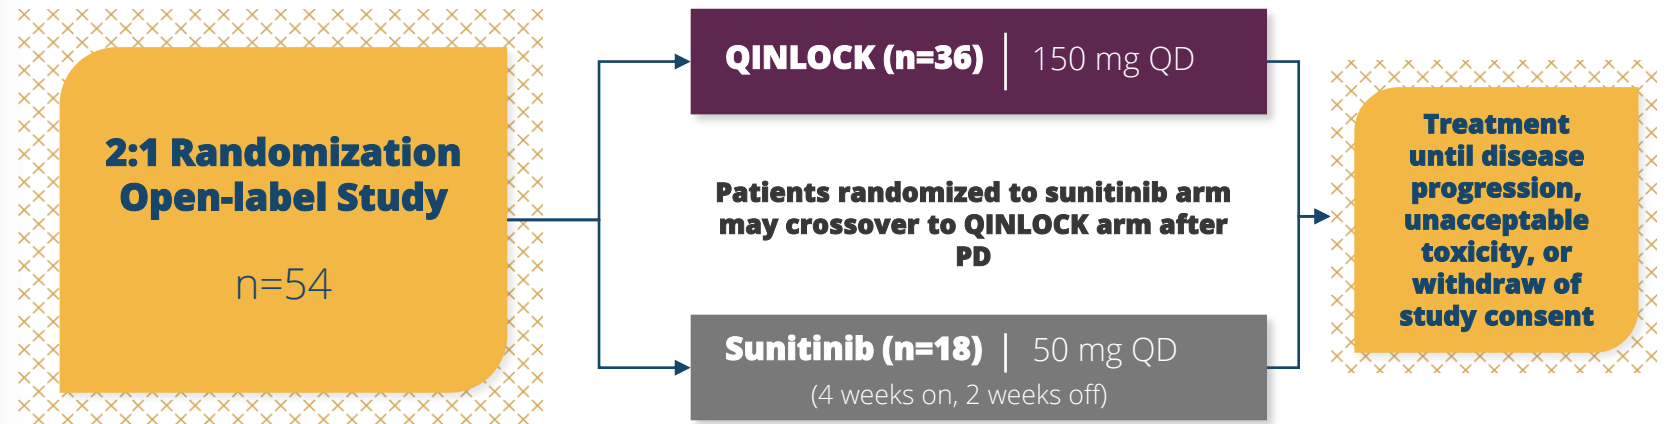 2:1 Randomization
Open-label Study
n=54
QINLOCK (n=36) | 150 mg QD
Patients randomized to sunitinib arm
may crossover to QINLOCK arm after
PD
Sunitinib (n=18) | 50 mg QD
(4 weeks on, 2 weeks off)
Treatment
until disease
progression,
unacceptable
toxicity, or
withdraw of
study consent